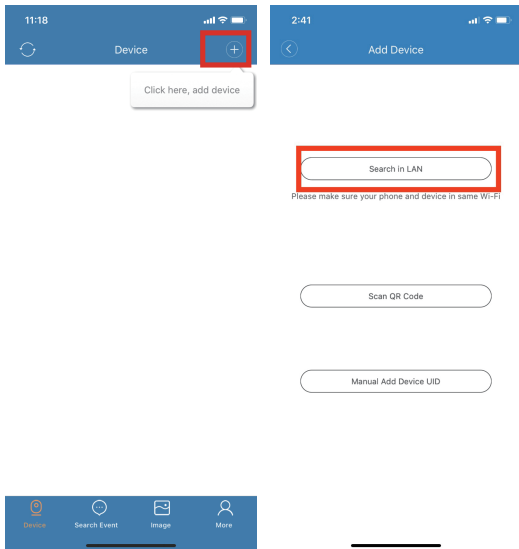 11:18
Device
Click here, add device
Device
Search Event
Image
More
2:41
Add Device
Search in LAN
Please make sure your phone and device in same Wi-Fi
Scan QR Code
Manual Add Device UID